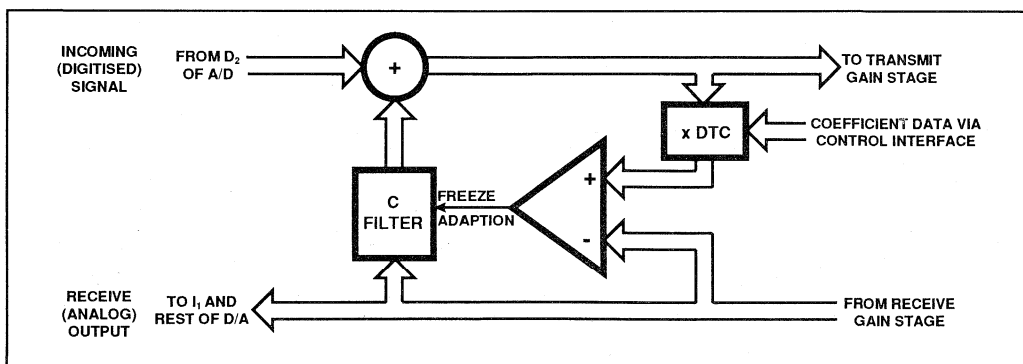 INCOMING
(DIGITISED)
SIGNAL
FROM D₂
OF A/D
+
TO TRANSMIT
GAIN STAGE
x DTC
COEFFICIENT DATA VIA
CONTROL INTERFACE
C
FILTER
FREEZE
ADAPTION
+
-
RECEIVE
(ANALOG)
OUTPUT
TO I₁ AND
REST OF D/A
FROM RECEIVE
GAIN STAGE